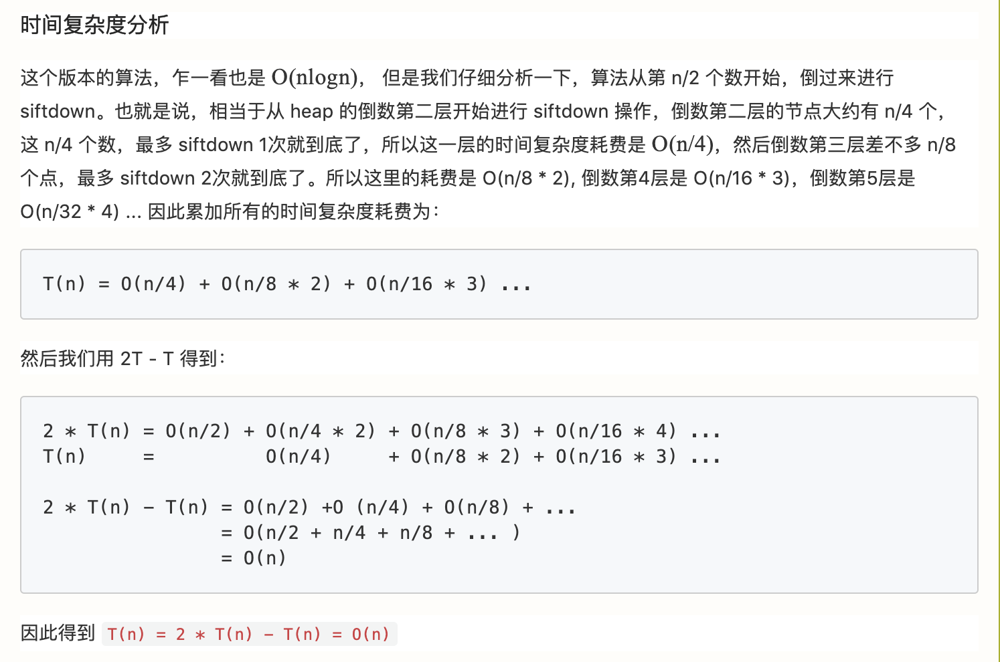 时间复杂度分析
这个版本的算法，乍一看也是 O(nlogn)， 但是我们仔细分析一下，算法从第 n/2 个数开始，倒过来进行
siftdown。也就是说，相当于从 heap 的倒数第二层开始进行 siftdown 操作，倒数第二层的节点大约有 n/4 个，
这 n/4 个数，最多 siftdown 1次就到底了，所以这一层的时间复杂度耗费是 O(n/4)，然后倒数第三层差不多 n/8
个点，最多 siftdown 2次就到底了。所以这里的耗费是 O(n/8 * 2), 倒数第4层是 O(n/16 * 3)，倒数第5层是
O(n/32 * 4) ... 因此累加所有的时间复杂度耗费为：
T(n) = O(n/4) + O(n/8 * 2) + O(n/16 * 3) ...
然后我们用 2T - T 得到：
2 * T(n) = O(n/2) + O(n/4 * 2) + O(n/8 * 3) + O(n/16 * 4) ...
T(n)     =          O(n/4)     + O(n/8 * 2) + O(n/16 * 3) ...
2 * T(n) - T(n) = O(n/2) +O (n/4) + O(n/8) + ...
= O(n/2 + n/4 + n/8 + ... )
= O(n)
因此得到 T(n) = 2 * T(n) - T(n) = O(n)